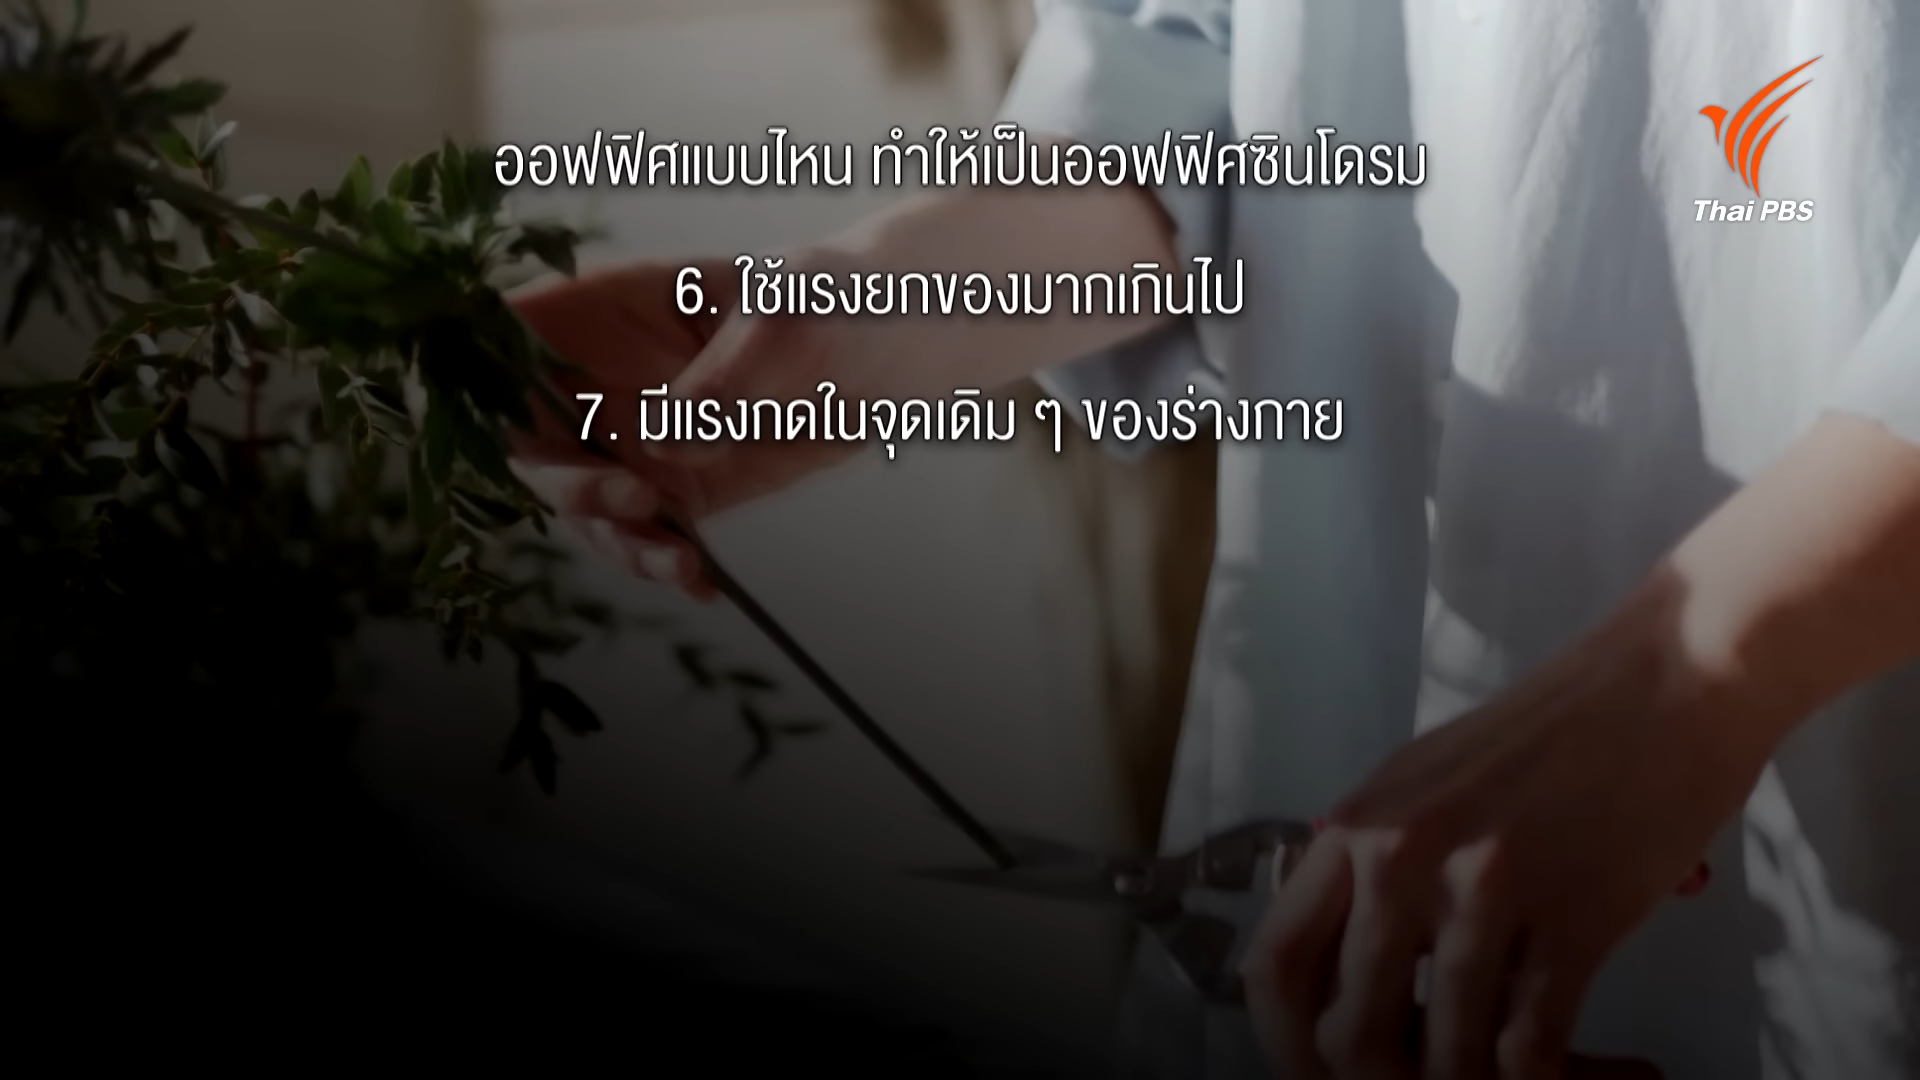 ออฟฟิศแบบไหน ทำให้เป็นออฟฟิศซินโดรม
Thai PBS
6. ใช้แรงยกของมากเกินไป
7. มีแรงกดในจุดเดิม ๆ ของร่างกาย